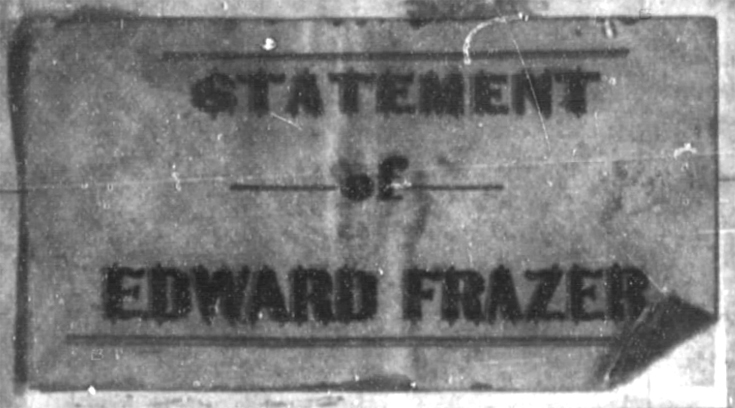 STATEMENT
of
EDWARD FRAZER